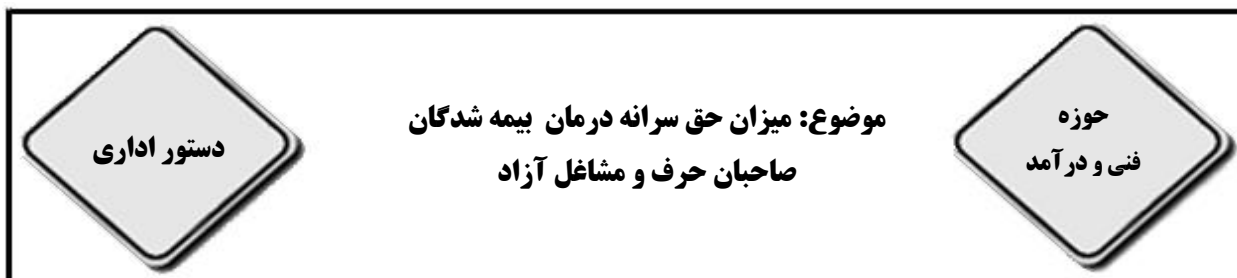 حوزه
فنی و درآمد
موضوع: میزان حق سرانه درمان بیمه شدگان
صاحبان حرف و مشاغل آزاد
دستور اداری